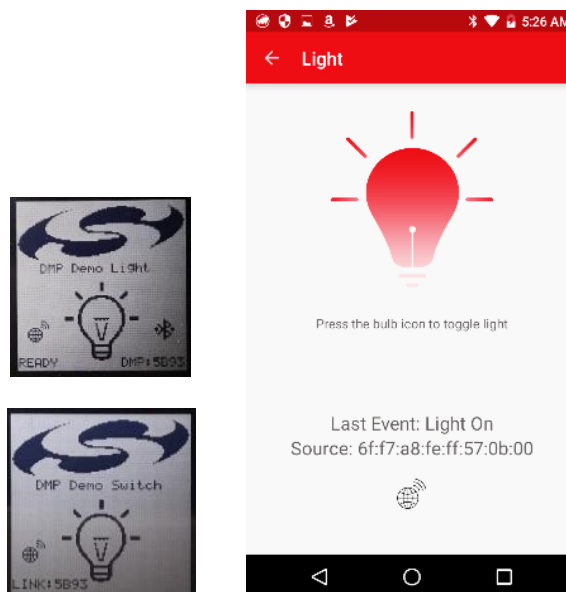 DMP Demo Light
READY
DMP:5B93
DMP Demo Switch
LINK:5B93
5:26 AM
Light
Press the bulb icon to toggle light
Last Event: Light On
Source: 6f:f7:a8:fe:ff:57:0b:00